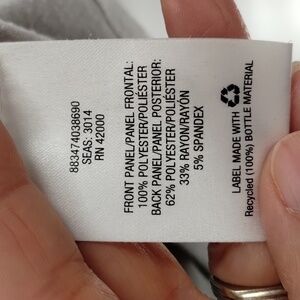 883474038690
SEAS: 3014
RN 42000
FRONT PANEL/PANEL FRONTAL:
100% POLYESTER/POLIÉSTER
BACK PANEL/PANEL POSTERIOR:
62% POLYESTER/POLIÉSTER
33% RAYON/RAYÓN
5% SPANDEX
LABEL MADE WITH
Recycled (100%) BOTTLE MATERIAL